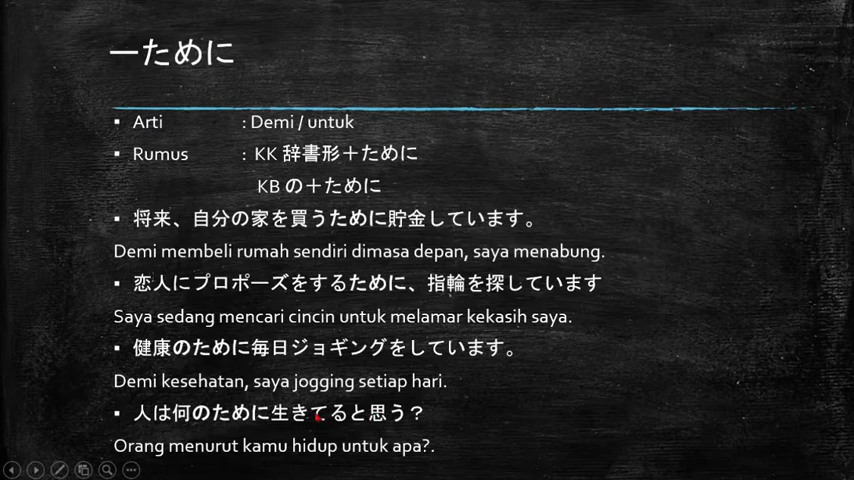 ーために
▪ Arti : Demi / untuk
▪ Rumus : KK 辞書形＋ために
KB の＋ために
▪ 将来、自分の家を買うために貯金しています。
Demi membeli rumah sendiri dimasa depan, saya menabung.
▪ 恋人にプロポーズをするために、指輪を探しています
Saya sedang mencari cincin untuk melamar kekasih saya.
▪ 健康のために毎日ジョギングをしています。
Demi kesehatan, saya jogging setiap hari.
▪ 人は何のために生きてると思う？
Orang menurut kamu hidup untuk apa?.